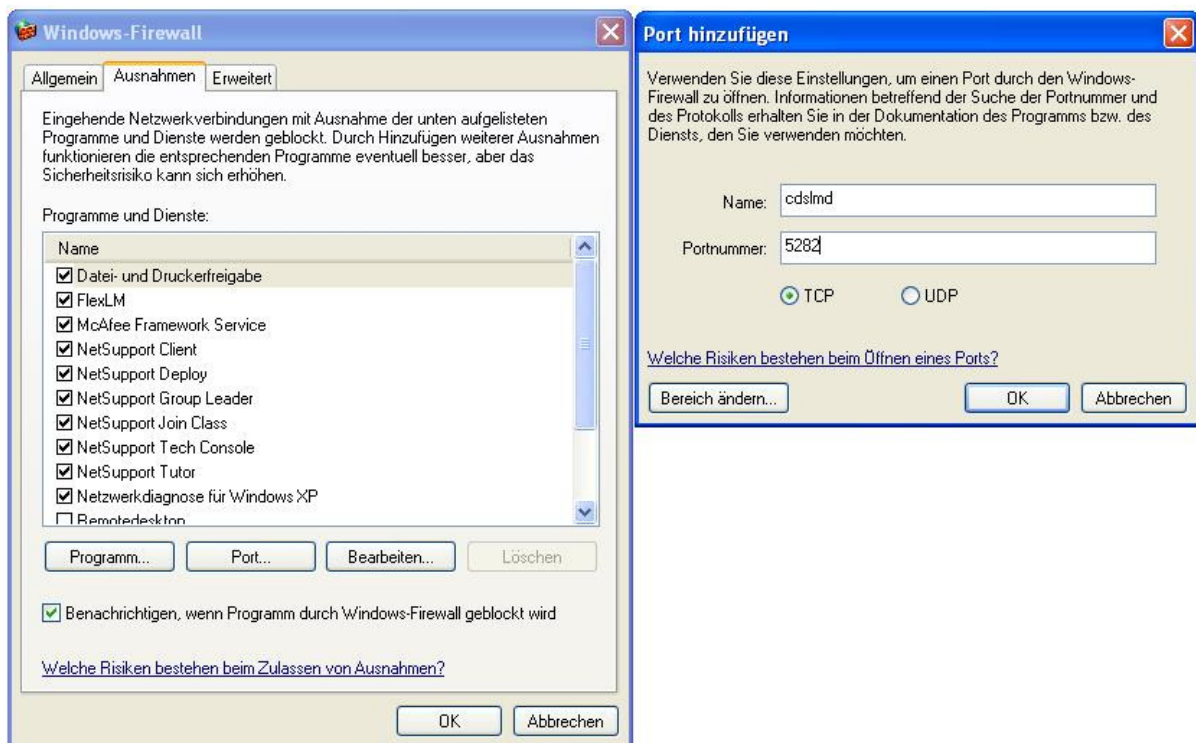 Windows-Firewall
Allgemein
Ausnahmen
Erweitert
Eingehende Netzwerkverbindungen mit Ausnahme der unten aufgelisteten
Programme und Dienste werden geblockt. Durch Hinzufügen weiterer Ausnahmen
funktionieren die entsprechenden Programme eventuell besser, aber das
Sicherheitsrisiko kann sich erhöhen.
Programme und Dienste:
Name
Datei- und Druckerfreigabe
FlexLM
McAfee Framework Service
NetSupport Client
NetSupport Deploy
NetSupport Group Leader
NetSupport Join Class
NetSupport Tech Console
NetSupport Tutor
Netzwerkdiagnose für Windows XP
Remotedesktop
Programm...
Port...
Bearbeiten...
Löschen
Benachrichtigen, wenn Programm durch Windows-Firewall geblockt wird
Welche Risiken bestehen beim Zulassen von Ausnahmen?
OK
Abbrechen
Port hinzufügen
Verwenden Sie diese Einstellungen, um einen Port durch den Windows-
Firewall zu öffnen. Informationen betreffend der Suche der Portnummer und
des Protokolls erhalten Sie in der Dokumentation des Programms bzw. des
Diensts, den Sie verwenden möchten.
Name: cdslmd
Portnummer: 5282
TCP
UDP
Welche Risiken bestehen beim Öffnen eines Ports?
Bereich ändern...
OK
Abbrechen